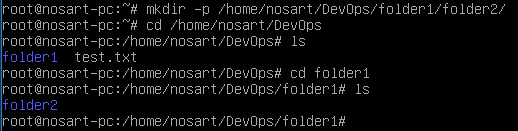 root@nosart-pc:~# mkdir -p /home/nosart/DevOps/folder1/folder2/
root@nosart-pc:~# cd /home/nosart/DevOps
root@nosart-pc:/home/nosart/DevOps# ls
folder1  test.txt
root@nosart-pc:/home/nosart/DevOps# cd folder1
root@nosart-pc:/home/nosart/DevOps/folder1# ls
folder2
root@nosart-pc:/home/nosart/DevOps/folder1#